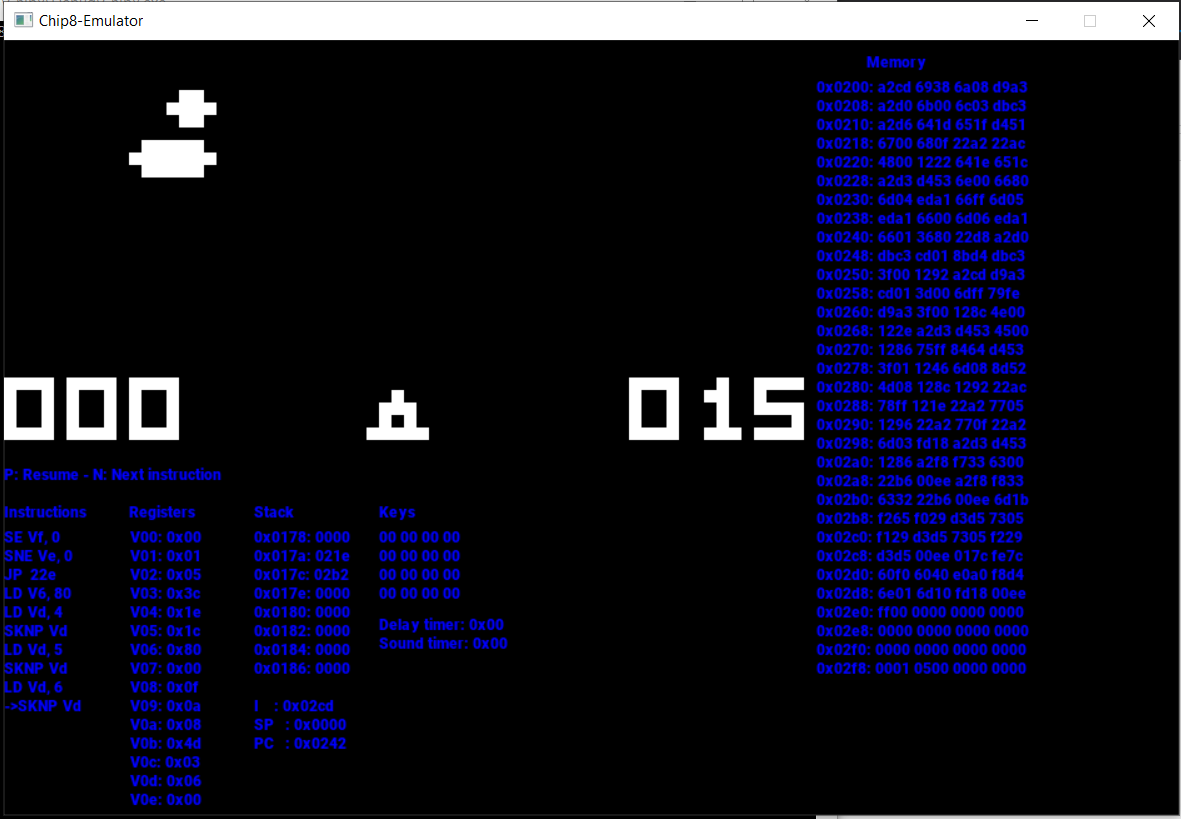 Chip8-Emulator
Memory
0x0200: a2cd 6938 6a08 d9a3
0x0208: a2d0 6b00 6c03 dbc3
0x0210: a2d6 641d 651f d451
0x0218: 6700 680f 22a2 22ac
0x0220: 4800 1222 641e 651c
0x0228: a2d3 d453 6e00 6680
0x0230: 6d04 eda1 66ff 6d05
0x0238: eda1 6600 6d06 eda1
0x0240: 6601 3680 22d8 a2d0
0x0248: dbc3 cd01 8bd4 dbc3
0x0250: 3f00 1292 a2cd d9a3
0x0258: cd01 3d00 6dff 79fe
0x0260: d9a3 3f00 128c 4e00
0x0268: 122e a2d3 d453 4500
0x0270: 1286 75ff 8464 d453
0x0278: 3f01 1246 6d08 8d52
0x0280: 4d08 128c 1292 22ac
0x0288: 78ff 121e 22a2 7705
0x0290: 1296 22a2 770f 22a2
0x0298: 6d03 fd18 a2d3 d453
0x02a0: 1286 a2f8 f733 6300
0x02a8: 22b6 00ee a2f8 f833
0x02b0: 6332 22b6 00ee 6d1b
0x02b8: f265 f029 d3d5 7305
0x02c0: f129 d3d5 7305 f229
0x02c8: d3d5 00ee 017c fe7c
0x02d0: 60f0 6040 e0a0 f8d4
0x02d8: 6e01 6d10 fd18 00ee
0x02e0: ff00 0000 0000 0000
0x02e8: 0000 0000 0000 0000
0x02f0: 0000 0000 0000 0000
0x02f8: 0001 0500 0000 0000
000 015
P: Resume - N: Next instruction
Instructions Registers Stack Keys
SE Vf, 0 V00: 0x00 0x0178: 0000 00 00 00 00
SNE Ve, 0 V01: 0x01 0x017a: 021e 00 00 00 00
JP 22e V02: 0x05 0x017c: 02b2 00 00 00 00
LD V6, 80 V03: 0x3c 0x017e: 0000 00 00 00 00
LD Vd, 4 V04: 0x1e 0x0180: 0000
Delay timer: 0x00
SKNP Vd V05: 0x1c 0x0182: 0000
Sound timer: 0x00
LD Vd, 5 V06: 0x80 0x0184: 0000
SKNP Vd V07: 0x00 0x0186: 0000
LD Vd, 6 V08: 0x0f
->SKNP Vd V09: 0x0a I : 0x02cd
V0a: 0x08 SP : 0x0000
V0b: 0x4d PC : 0x0242
V0c: 0x03
V0d: 0x06
V0e: 0x00